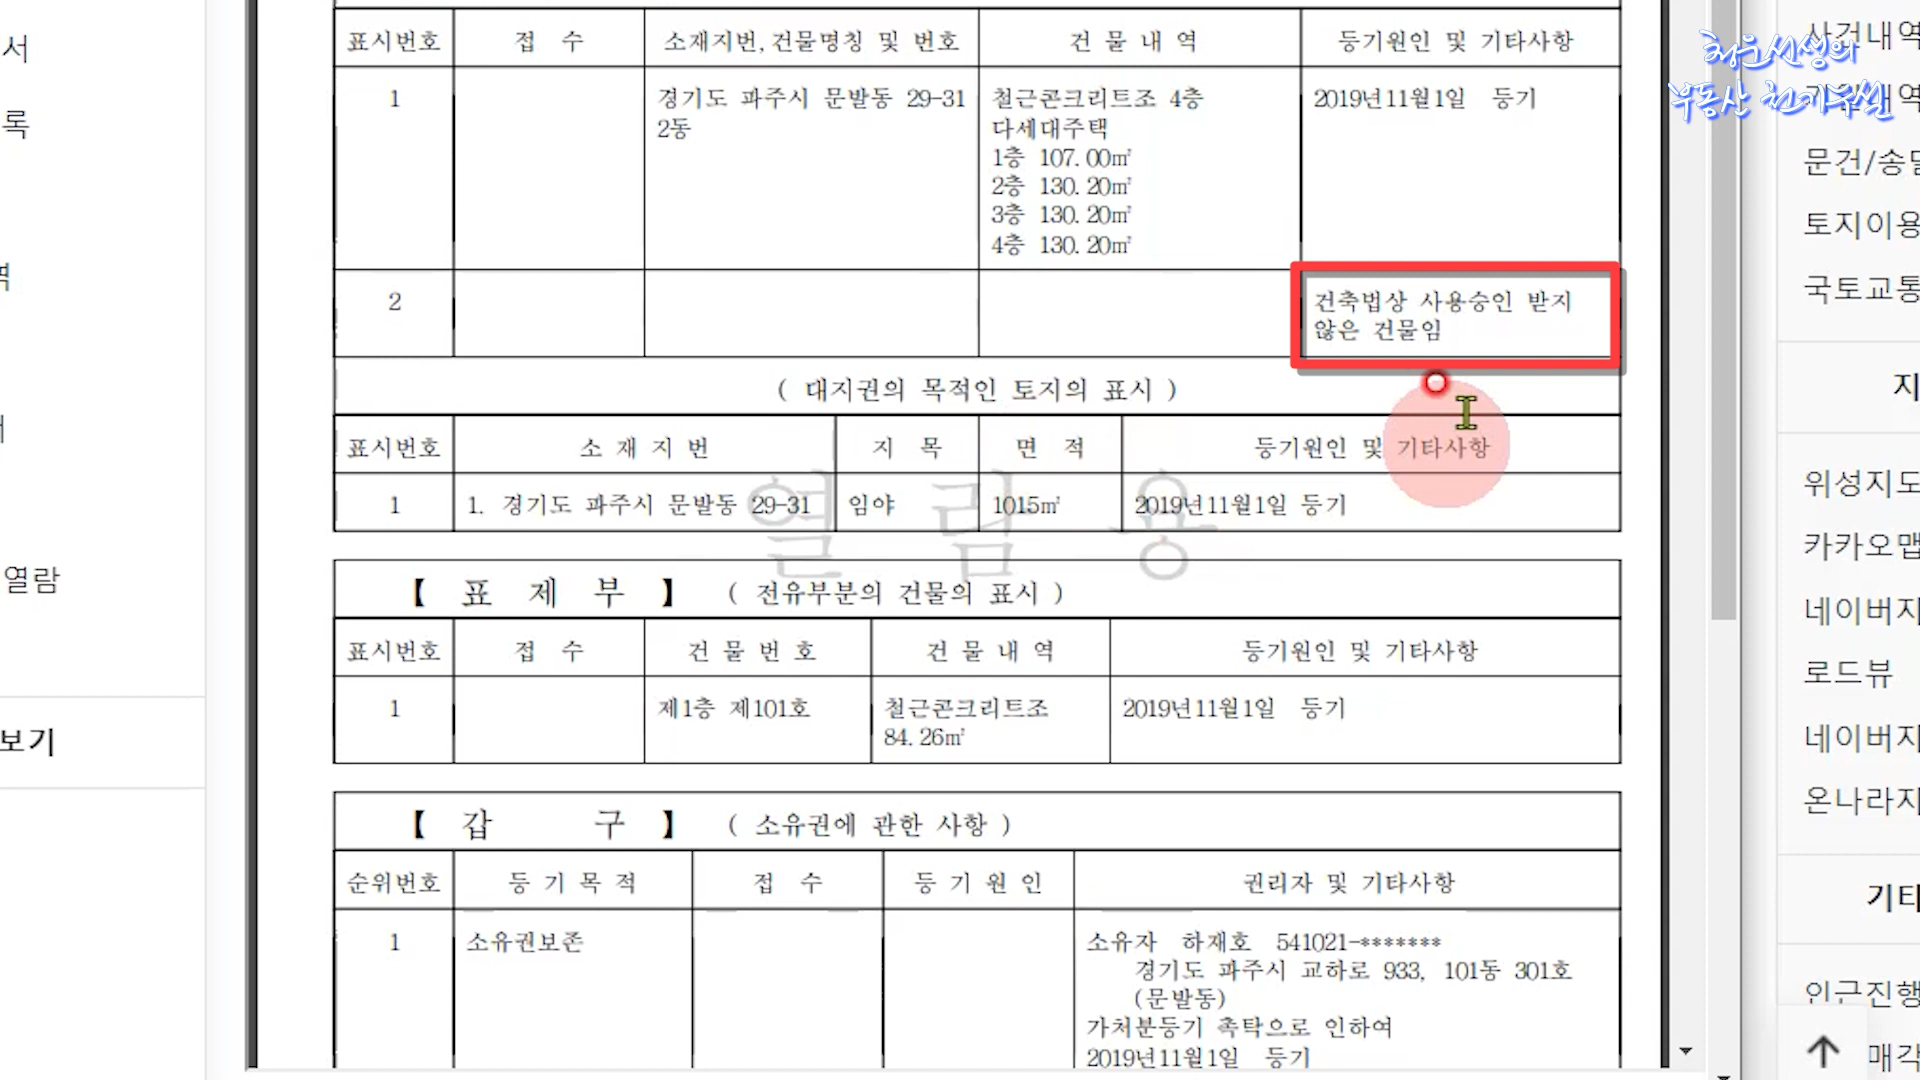 서
록
역
열람
보기
표시번호 접 수 소재지번,건물명칭 및 번호 건 물 내 역 등기원인 및 기타사항
1 경기도 파주시 문발동 29-31 철근콘크리트조 4층 2019년11월1일 등기
2동 다세대주택
1층 107.00㎡
2층 130.20㎡
3층 130.20㎡
4층 130.20㎡
2 건축법상 사용승인 받지
않은 건물임
( 대지권의 목적인 토지의 표시 )
표시번호 소 재 지 번 지 목 면 적 등기원인 및 기타사항
1 1. 경기도 파주시 문발동 29-31 임야 1015㎡ 2019년11월1일 등기
열 람 용
【 표 제 부 】 ( 전유부분의 건물의 표시 )
표시번호 접 수 건 물 번 호 건 물 내 역 등기원인 및 기타사항
1 제1층 제101호 철근콘크리트조 2019년11월1일 등기
84.26㎡
【 갑 구 】 ( 소유권에 관한 사항 )
순위번호 등 기 목 적 접 수 등 기 원 인 권리자 및 기타사항
1 소유권보존 소유자 하재호 541021-*******
경기도 파주시 교하로 933, 101동 301호
(문발동)
가처분등기 촉탁으로 인하여
2019년11월1일 등기
사건내역
문건/송달
토지이용
국토교통
지
위성지도
카카오맵
네이버지
로드뷰
네이버지
온나라지
기타
인근진행
매각